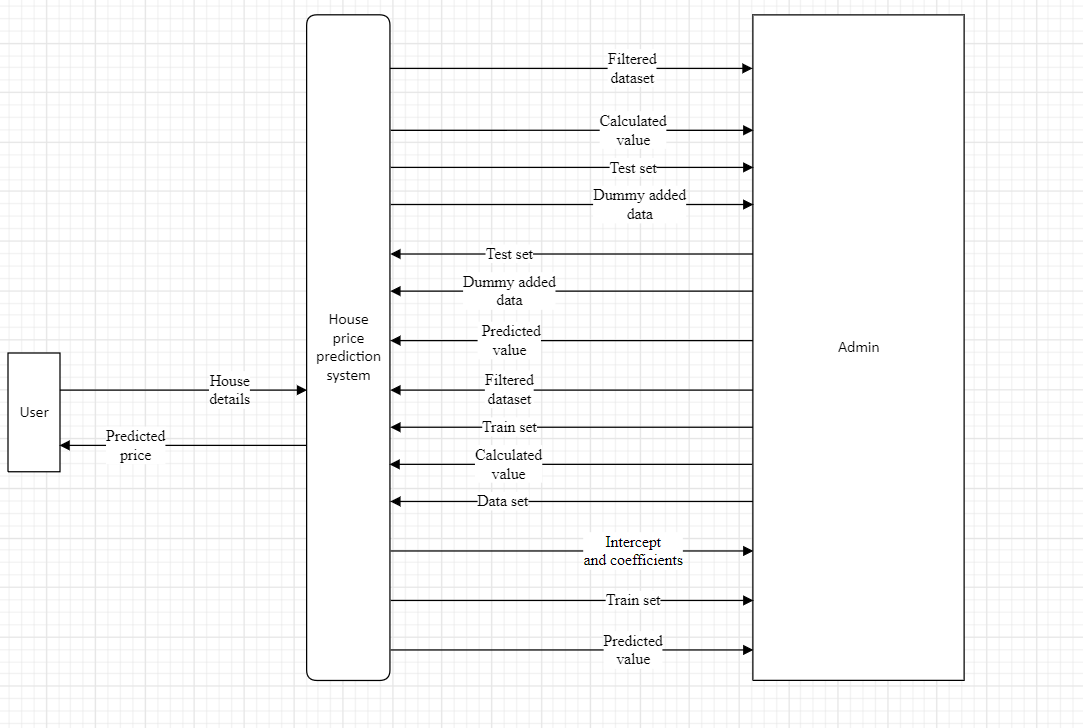 Filtered
dataset
Calculated
value
Test set
Dummy added
data
Test set
Dummy added
data
House
price
prediction
system
Predicted
value
Admin
User
House
details
Filtered
dataset
Predicted
price
Train set
Calculated
value
Data set
Intercept
and coefficients
Train set
Predicted
value